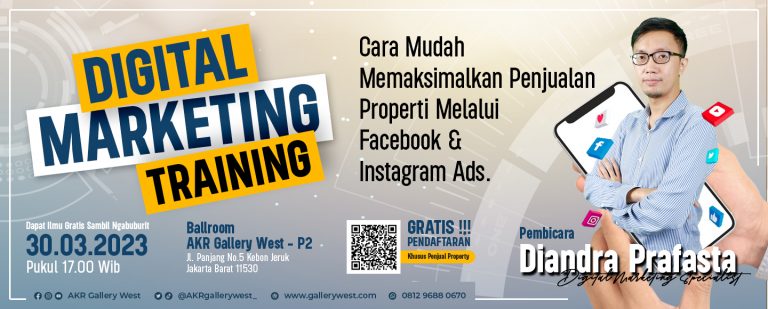 DIGITAL
MARKETING
TRAINING
Cara Mudah
Memaksimalkan Penjualan
Properti Melalui
Facebook &
Instagram Ads.
Dapat Ilmu Gratis Sambil Ngabuburit
30.03.2023
Pukul 17.00 Wib
Ballroom
AKR Gallery West - P2
Jl. Panjang No.5 Kebon Jeruk
Jakarta Barat 11530
GRATIS !!!
PENDAFTARAN
Khusus Penjual Property
Pembicara
Diandra Prafasta
Digital Marketing Specialist
AKR Gallery West
@AKRgallerywest_
www.gallerywest.com
0812 9688 0670